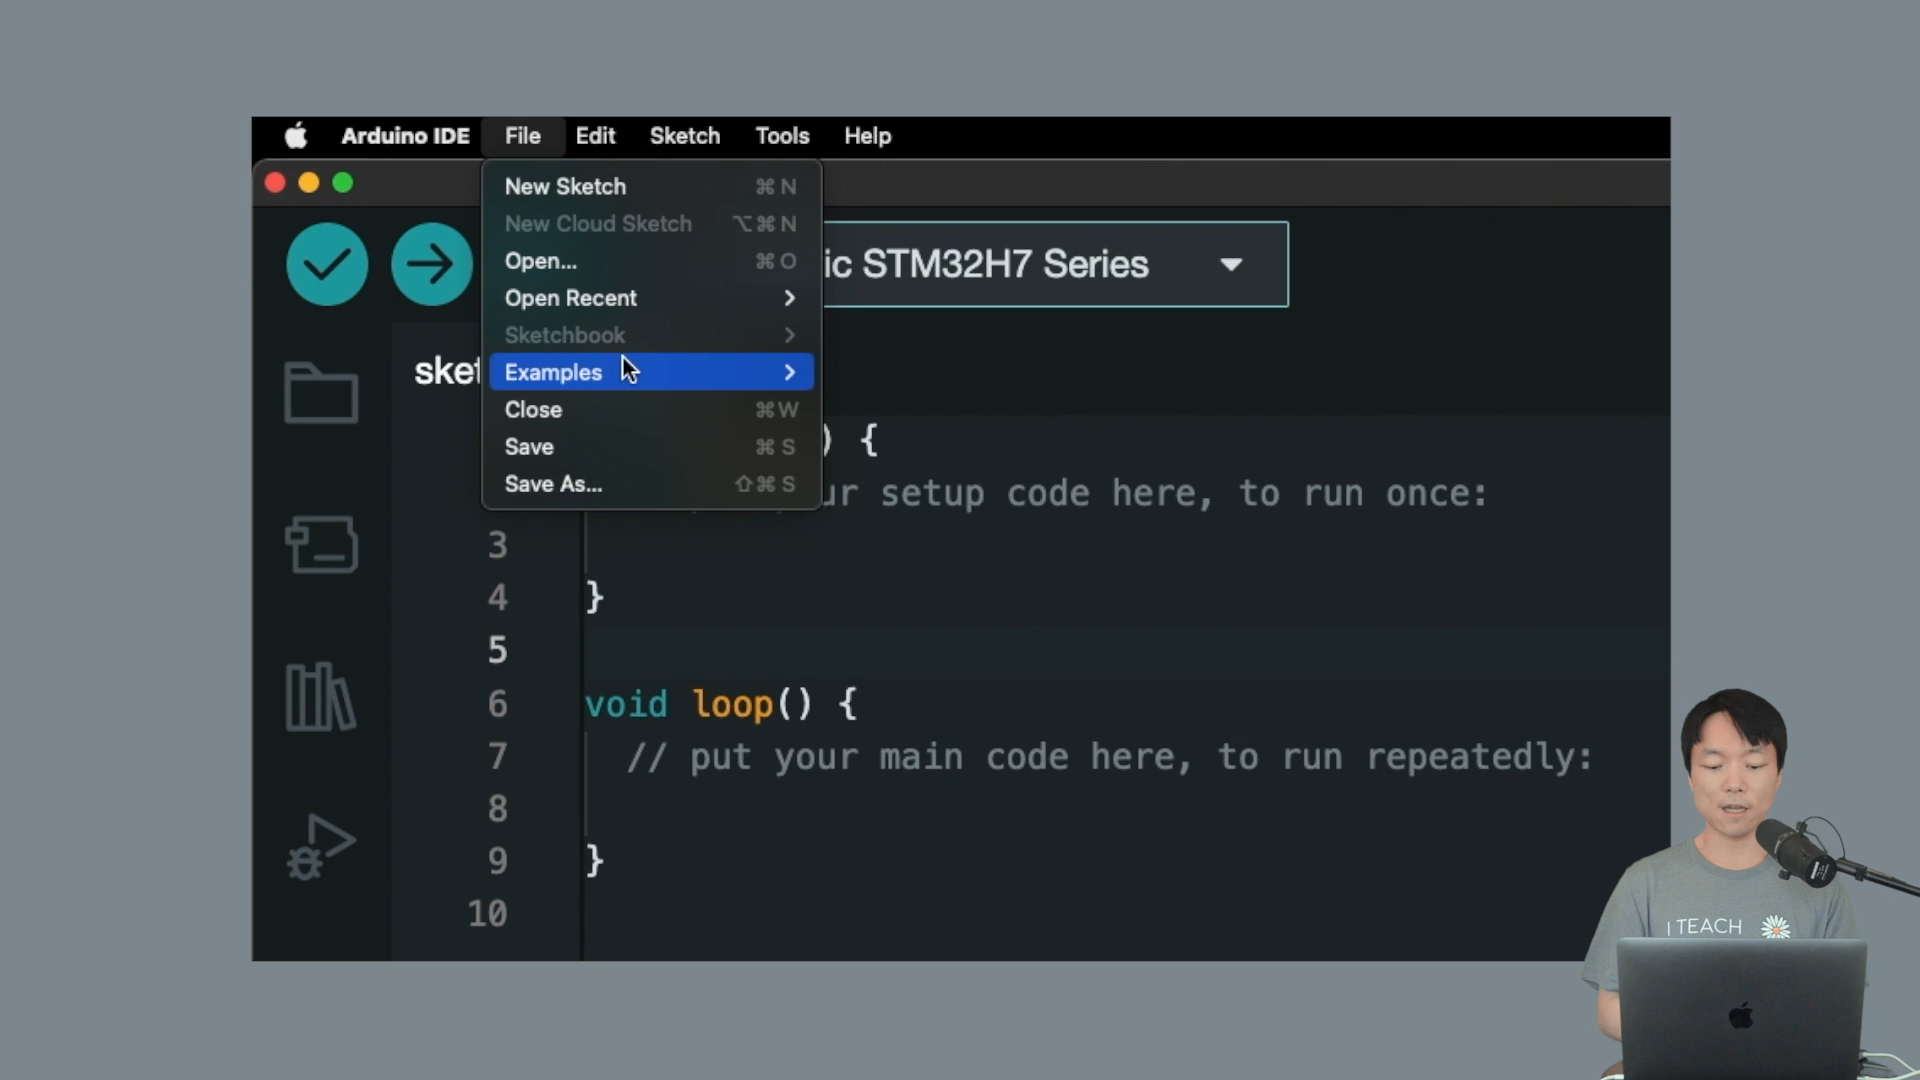 Arduino IDE File Edit Sketch Tools Help
New Sketch ⌘ N
New Cloud Sketch ⌥ ⌘ N
Open... ⌘ O
ic STM32H7 Series
Open Recent
Sketchbook
sket
Examples
Close ⌘ W
) {
Save ⌘ S
Save As... ⇧ ⌘ S
ur setup code here, to run once:
3
4 }
5
6 void loop() {
7 // put your main code here, to run repeatedly:
8
9 }
10
I TEACH